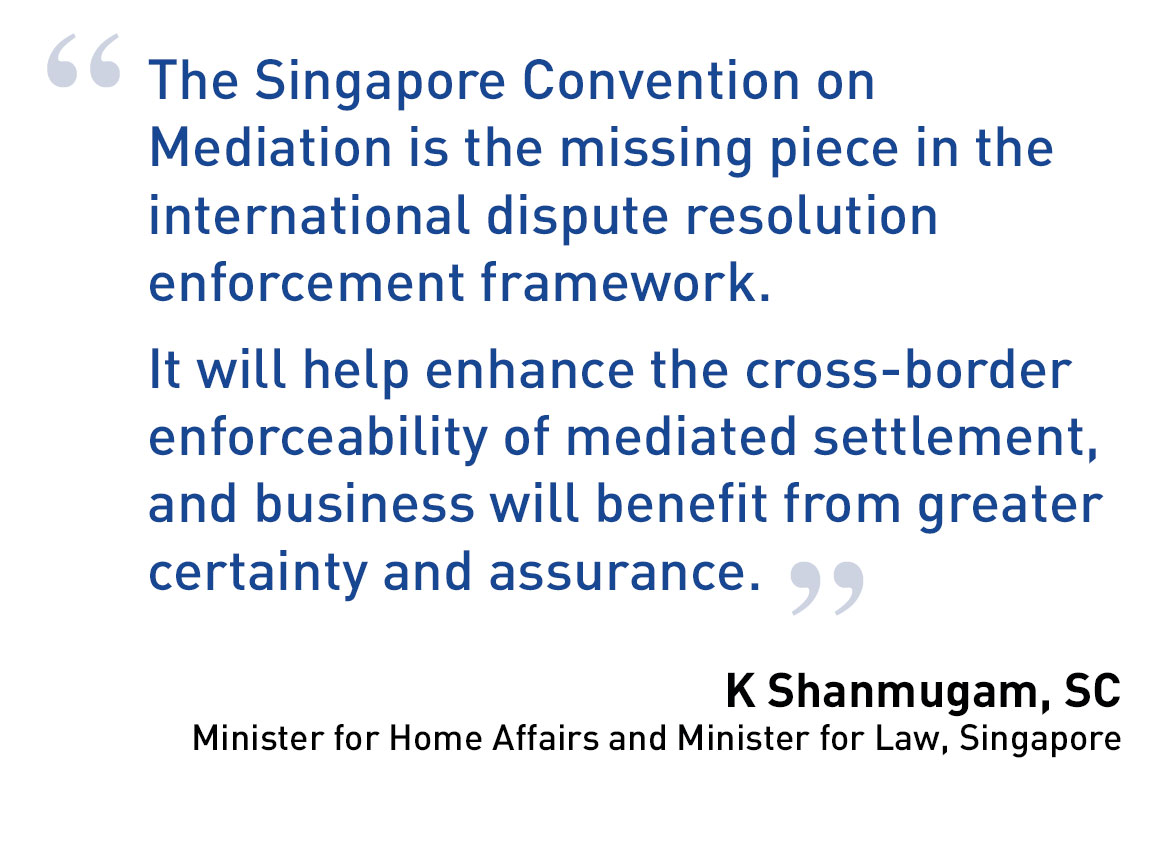 “ The Singapore Convention on
Mediation is the missing piece in the
international dispute resolution
enforcement framework.
It will help enhance the cross-border
enforceability of mediated settlement,
and business will benefit from greater
certainty and assurance. ”
K Shanmugam, SC
Minister for Home Affairs and Minister for Law, Singapore